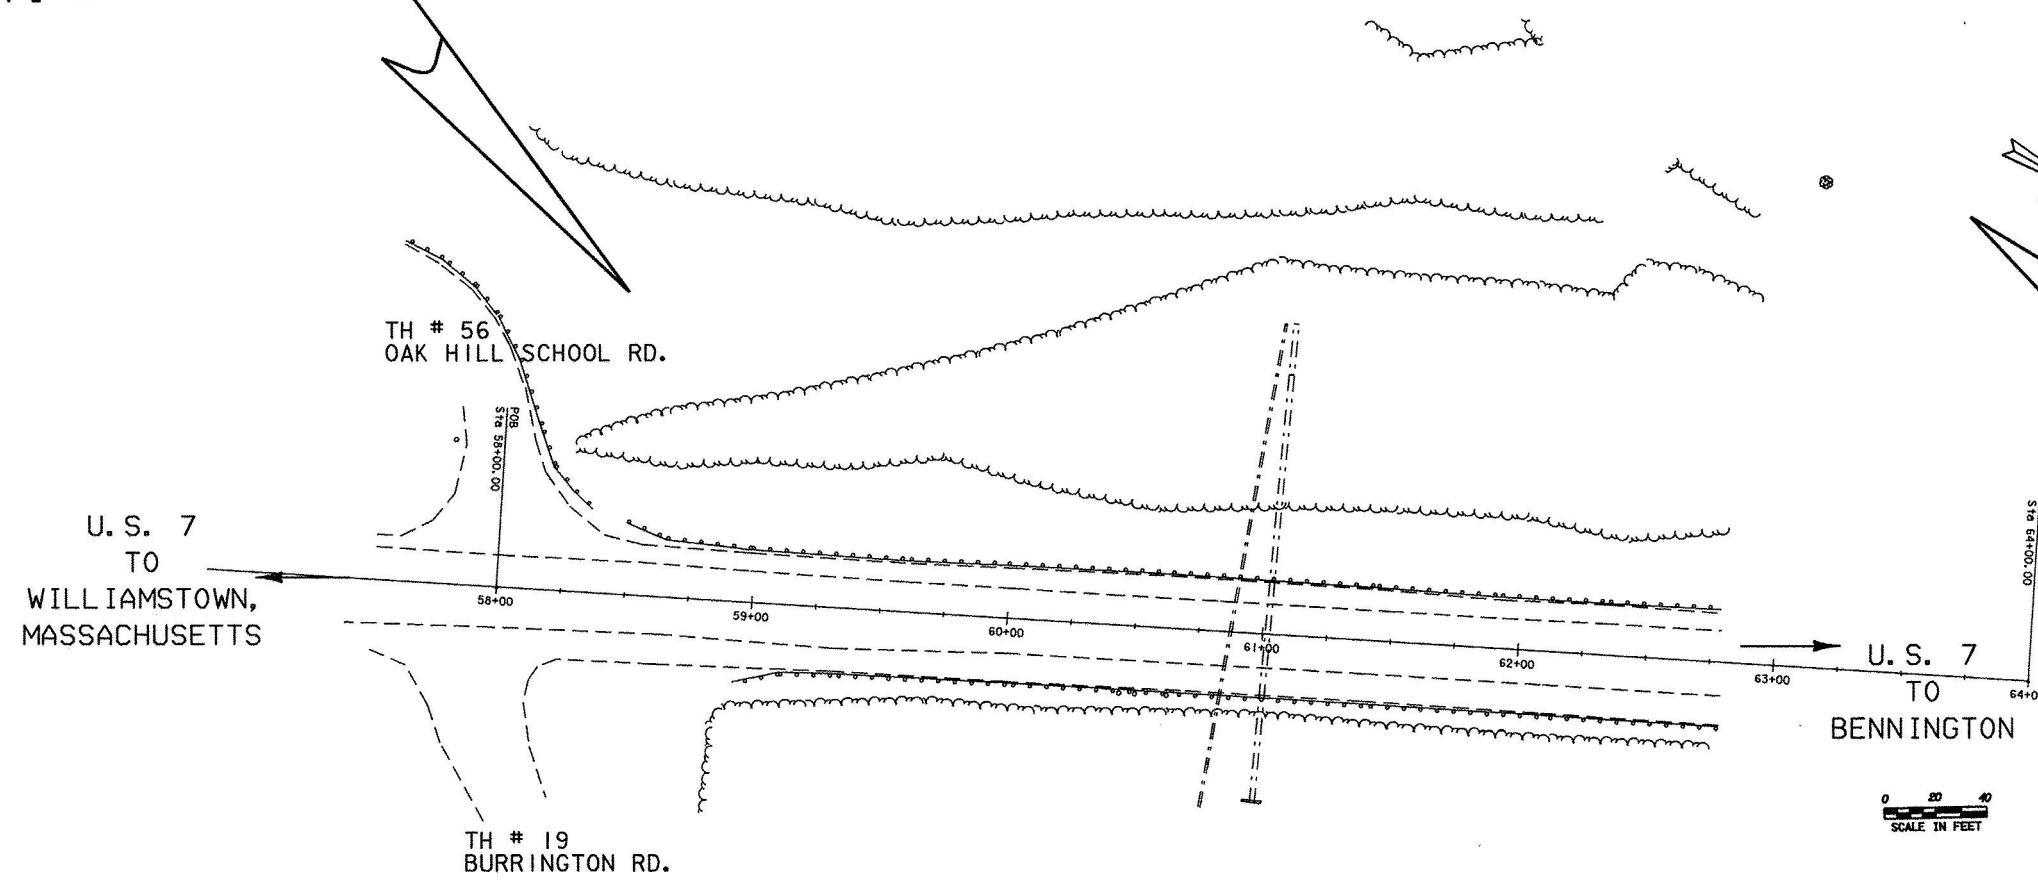 TH # 56
OAK HILL SCHOOL RD.
POB
Sta 58+00.00
U.S. 7
TO
WILLIAMSTOWN,
MASSACHUSETTS
58+00
59+00
60+00
61+00
62+00
63+00
Sta 64+00.00
U.S. 7
TO
BENNINGTON
0 20 40
SCALE IN FEET
TH # 19
BURRINGTON RD.